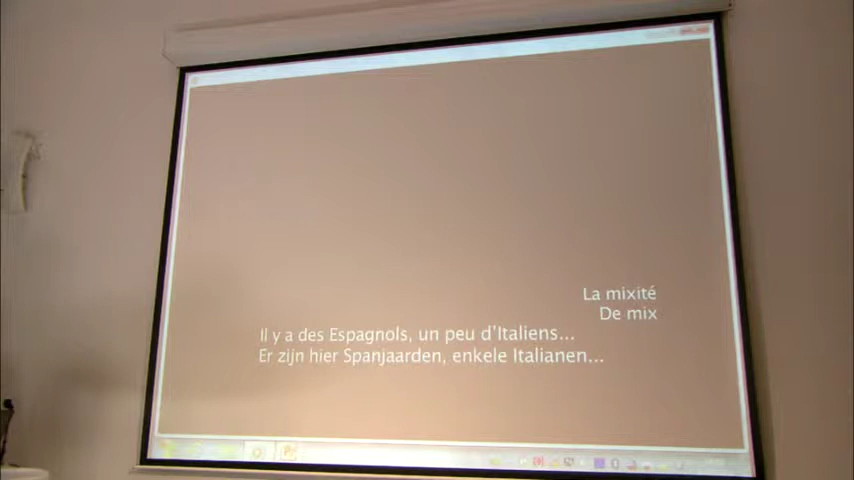 La mixité
De mix
Il y a des Espagnols, un peu d'Italiens...
Er zijn hier Spanjaarden, enkele Italianen...